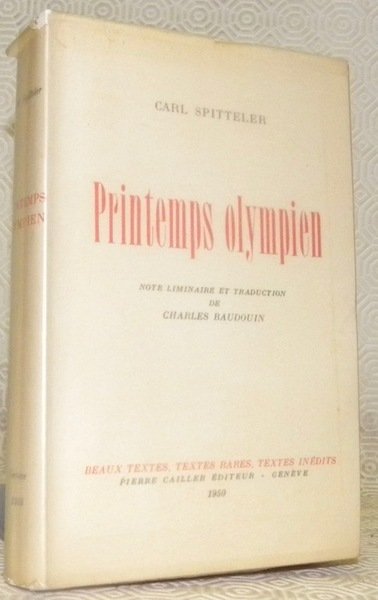 CARL SPITTELER
Printemps olympien
NOTE LIMINAIRE ET TRADUCTION
DE
CHARLES BAUDOUIN
BEAUX TEXTES, TEXTES RARES, TEXTES INÉDITS
PIERRE CAILLER ÉDITEUR - GENÈVE
1950